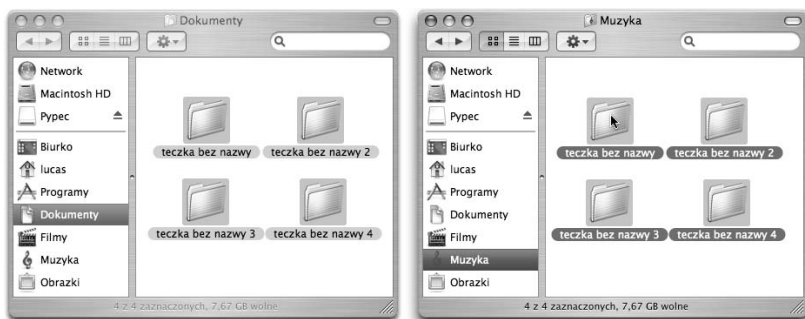 Dokumenty
Network
Macintosh HD
Pypec
Biurko
lucas
Programy
Dokumenty
Filmy
Muzyka
Obrazki
teczka bez nazwy
teczka bez nazwy 2
teczka bez nazwy 3
teczka bez nazwy 4
4 z 4 zaznaczonych, 7,67 GB wolne
Muzyka
Network
Macintosh HD
Pypec
Biurko
lucas
Programy
Dokumenty
Filmy
Muzyka
Obrazki
teczka bez nazwy
teczka bez nazwy 2
teczka bez nazwy 3
teczka bez nazwy 4
4 z 4 zaznaczonych, 7,67 GB wolne